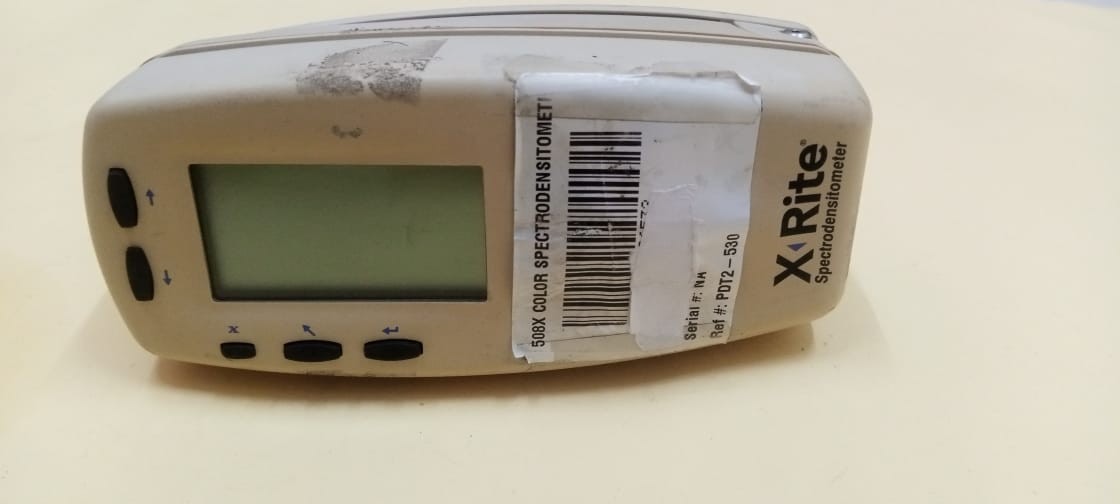 508X COLOR SPECTRODENSITOMET
Serial #: NA
Ref #: PDT2-530
X Rite®
Spectrodensitometer
x